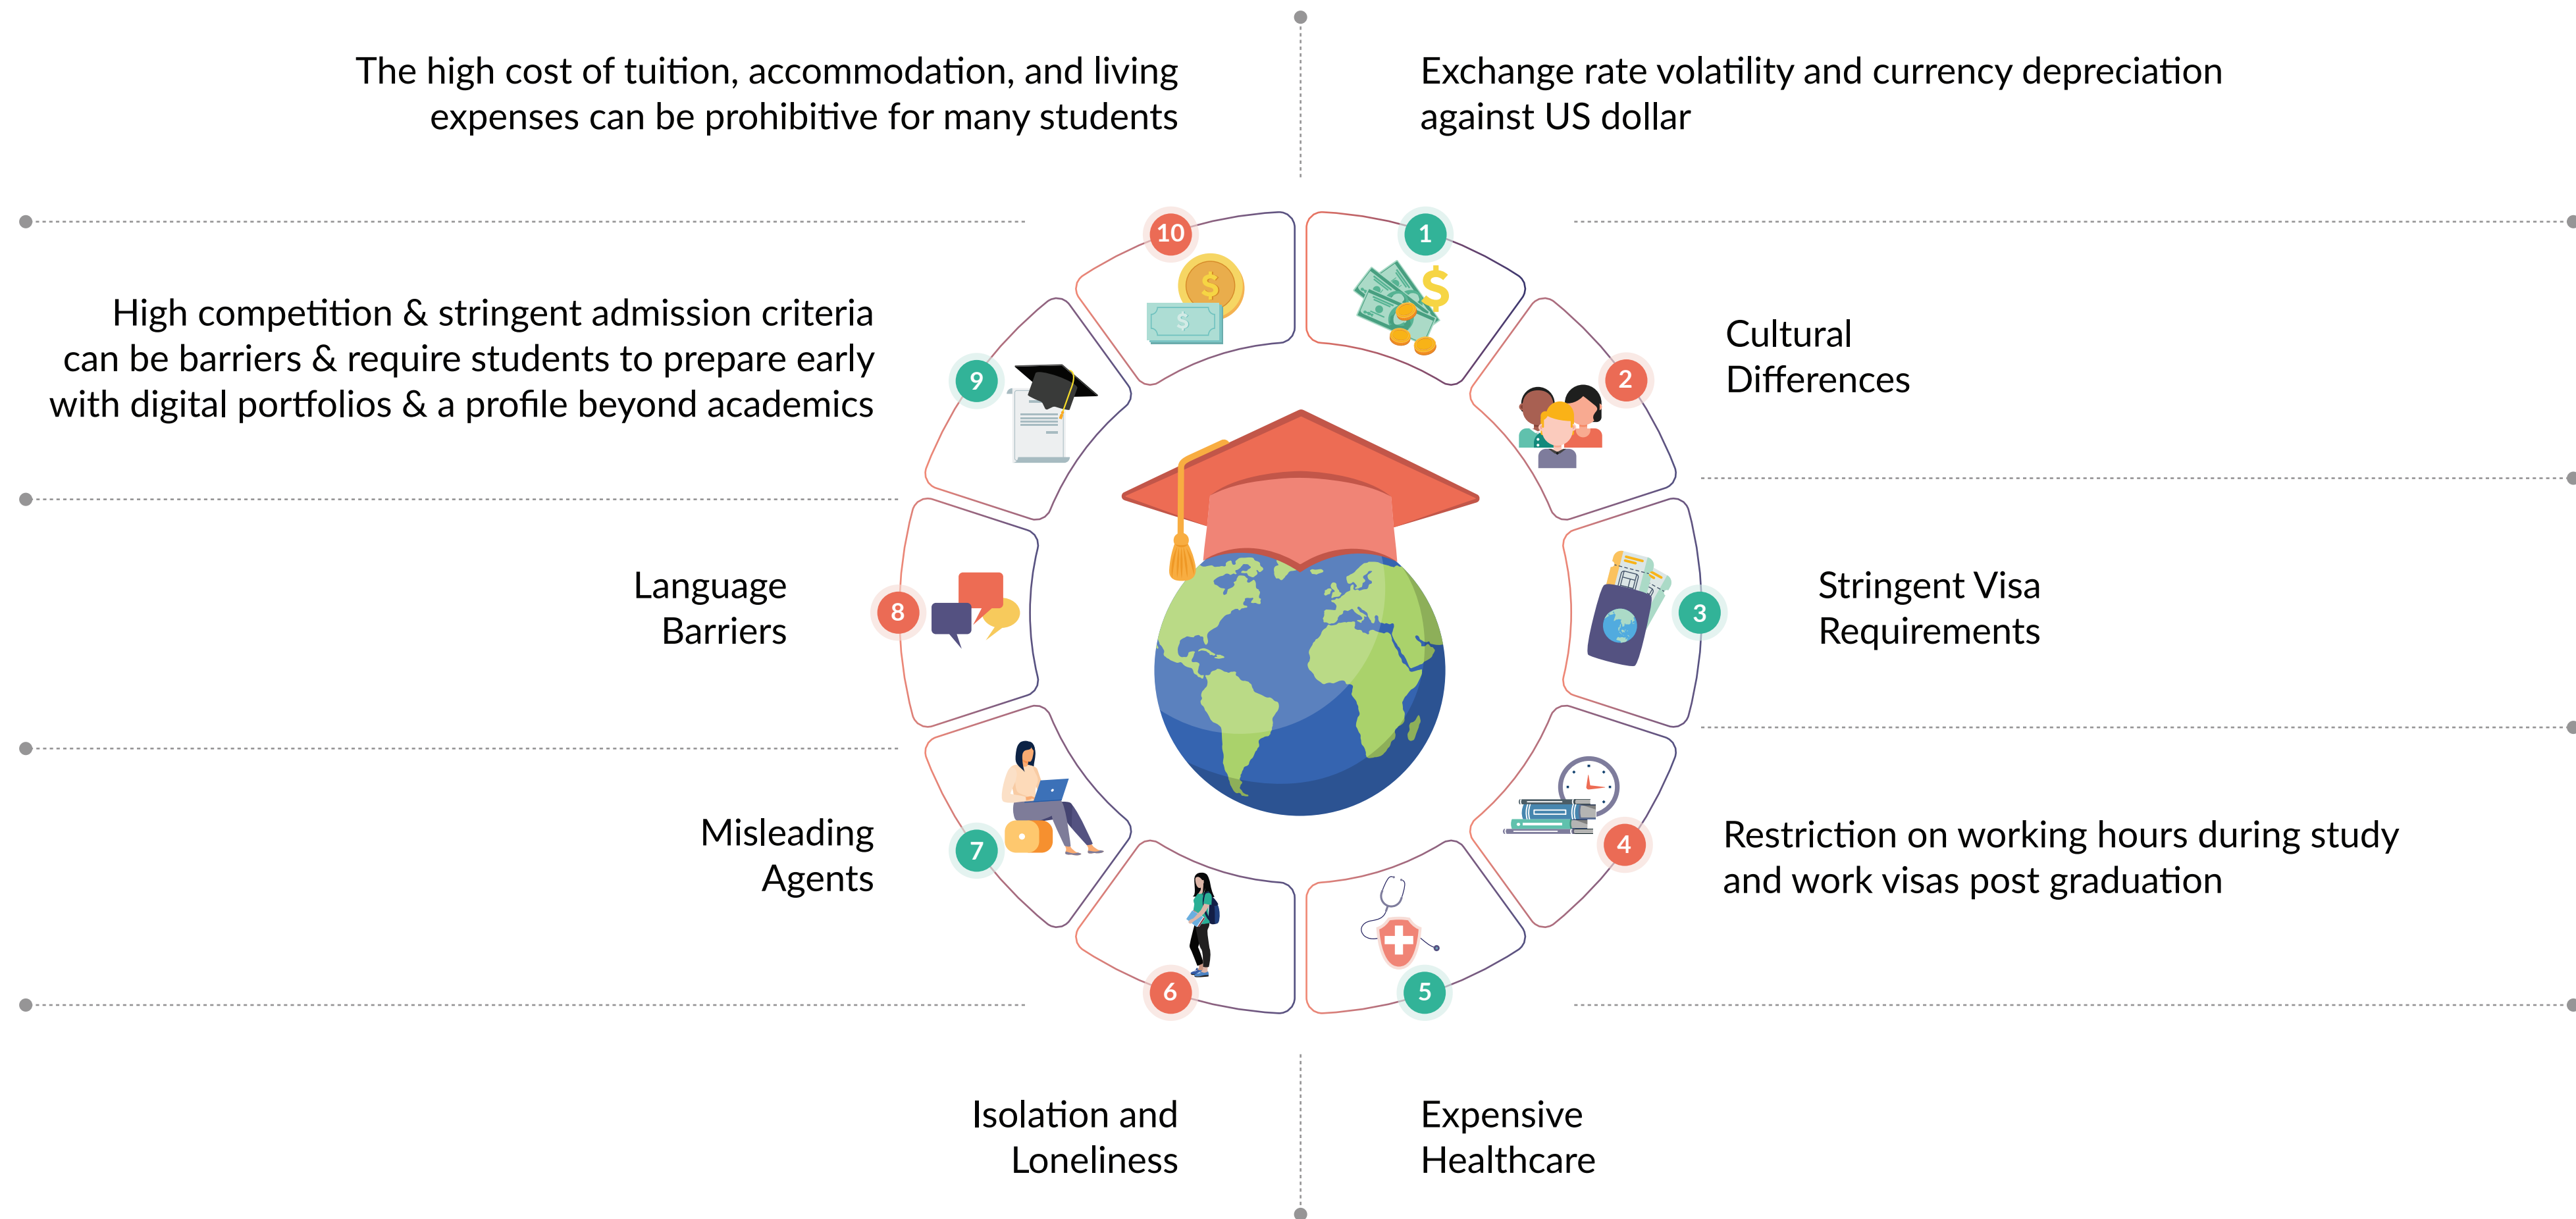 The high cost of tuition, accommodation, and living
expenses can be prohibitive for many students
Exchange rate volatility and currency depreciation
against US dollar
10
1
High competition & stringent admission criteria
can be barriers & require students to prepare early
with digital portfolios & a profile beyond academics
9
2
Cultural
Differences
Language
Barriers
8
3
Stringent Visa
Requirements
Misleading
Agents
7
4
Restriction on working hours during study
and work visas post graduation
6
5
Isolation and
Loneliness
Expensive
Healthcare
$
$
$